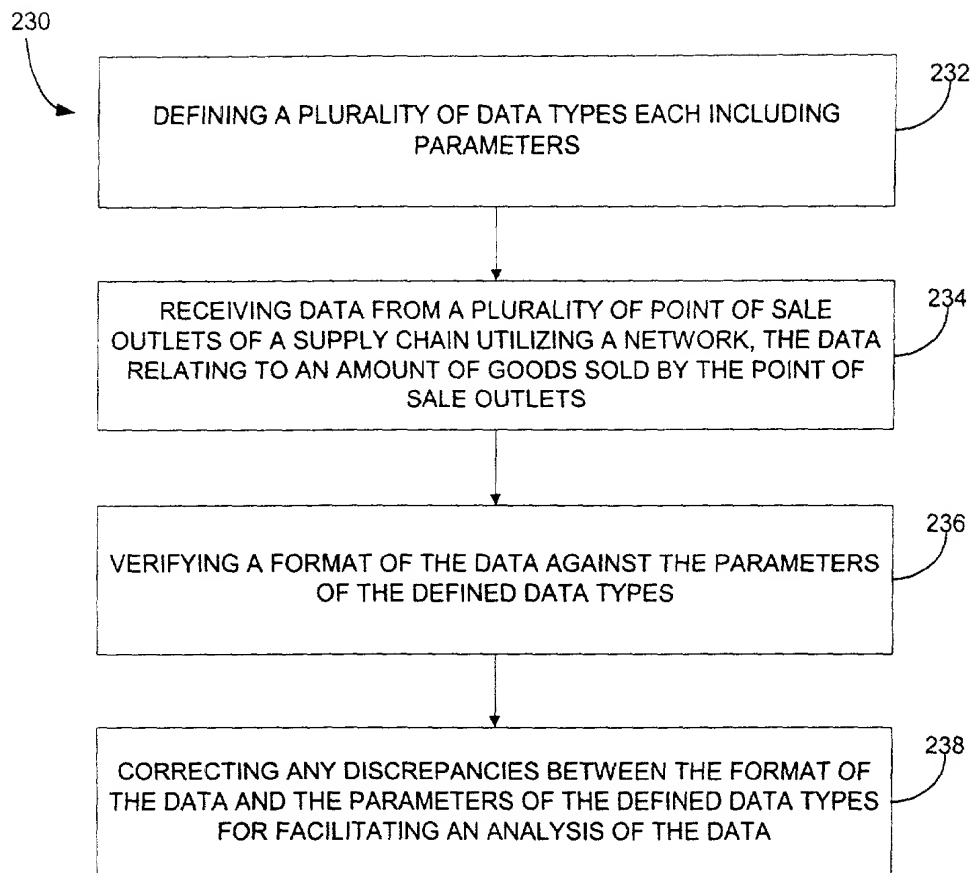 230
232
DEFINING A PLURALITY OF DATA TYPES EACH INCLUDING
PARAMETERS
234
RECEIVING DATA FROM A PLURALITY OF POINT OF SALE
OUTLETS OF A SUPPLY CHAIN UTILIZING A NETWORK, THE DATA
RELATING TO AN AMOUNT OF GOODS SOLD BY THE POINT OF
SALE OUTLETS
236
VERIFYING A FORMAT OF THE DATA AGAINST THE PARAMETERS
OF THE DEFINED DATA TYPES
238
CORRECTING ANY DISCREPANCIES BETWEEN THE FORMAT OF
THE DATA AND THE PARAMETERS OF THE DEFINED DATA TYPES
FOR FACILITATING AN ANALYSIS OF THE DATA